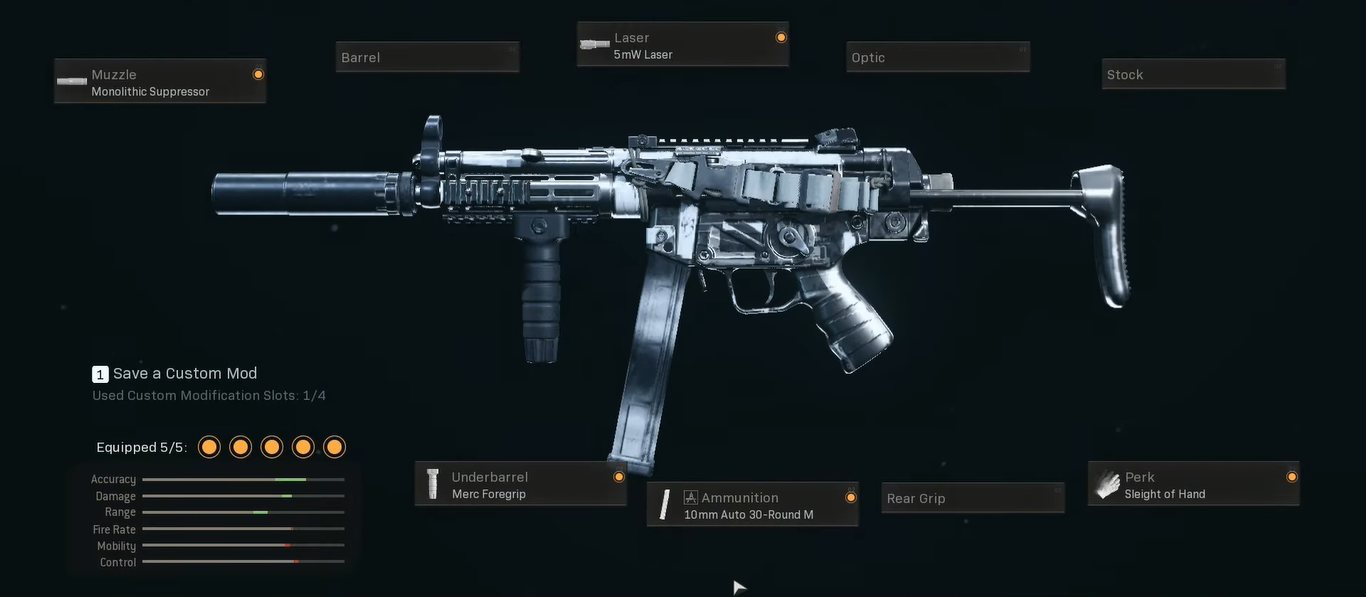 Laser
5mW Laser
Barrel
Optic
Muzzle
Monolithic Suppressor
Stock
1 Save a Custom Mod
Used Custom Modification Slots: 1/4
Equipped 5/5:
Accuracy
Damage
Range
Fire Rate
Mobility
Control
Underbarrel
Merc Foregrip
Ammunition
10mm Auto 30-Round M
Rear Grip
Perk
Sleight of Hand